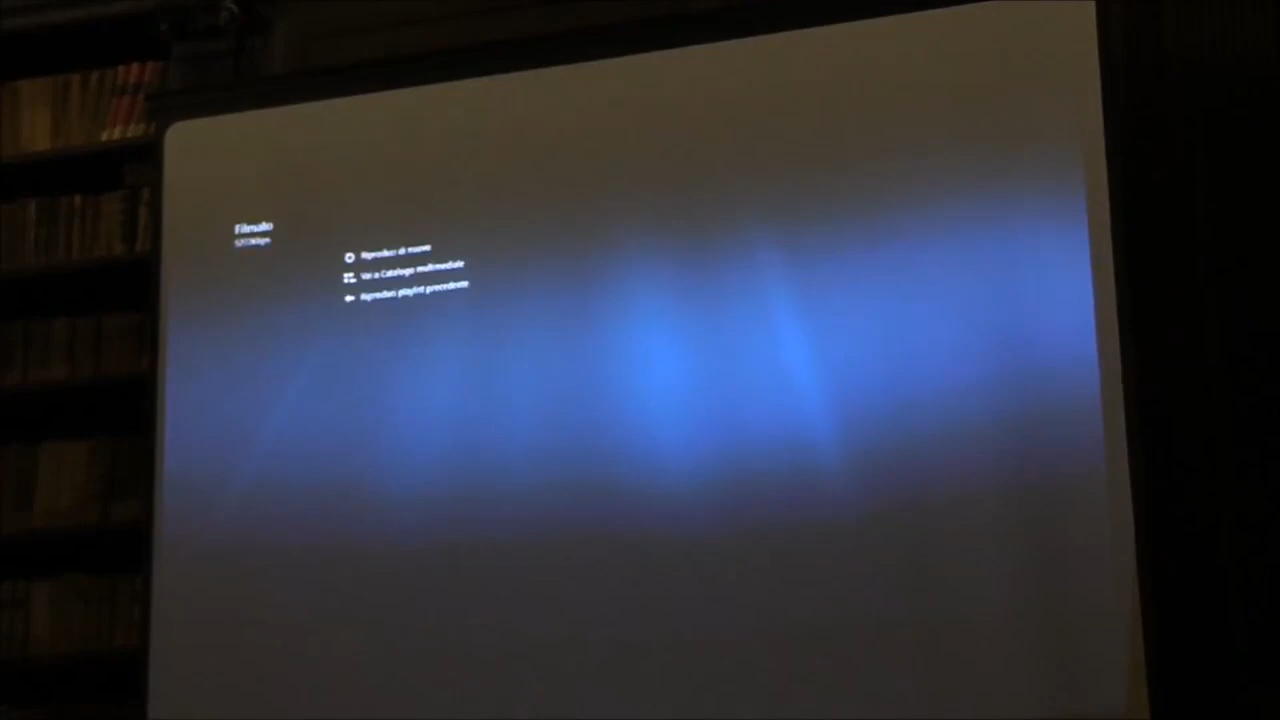 Filmato
Riproduci di nuovo
Vai a Catalogo multimediale
Riproduci playlist precedente